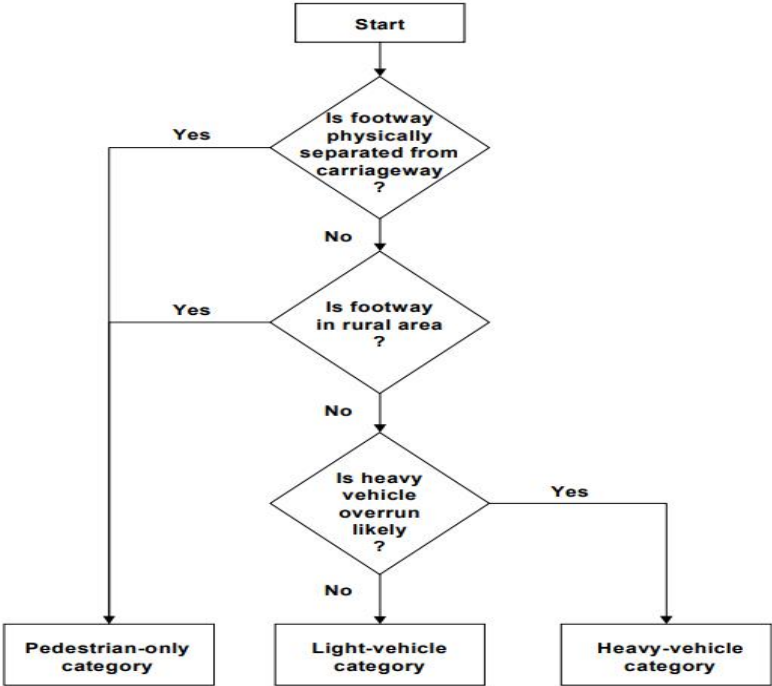 Start
Is footway
physically
separated from
carriageway
?
Yes
No
Is footway
in rural area
?
Yes
No
Is heavy
vehicle
overrun
likely
?
Yes
No
Pedestrian-only
category
Light-vehicle
category
Heavy-vehicle
category